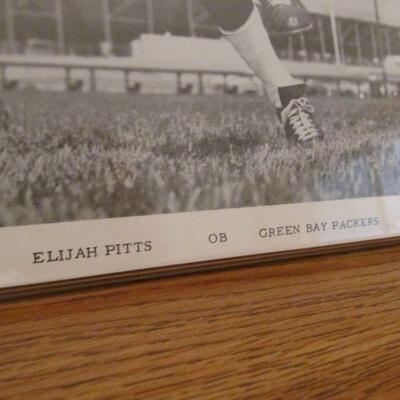 ELIJAH PITTS OB GREEN BAY PACKERS